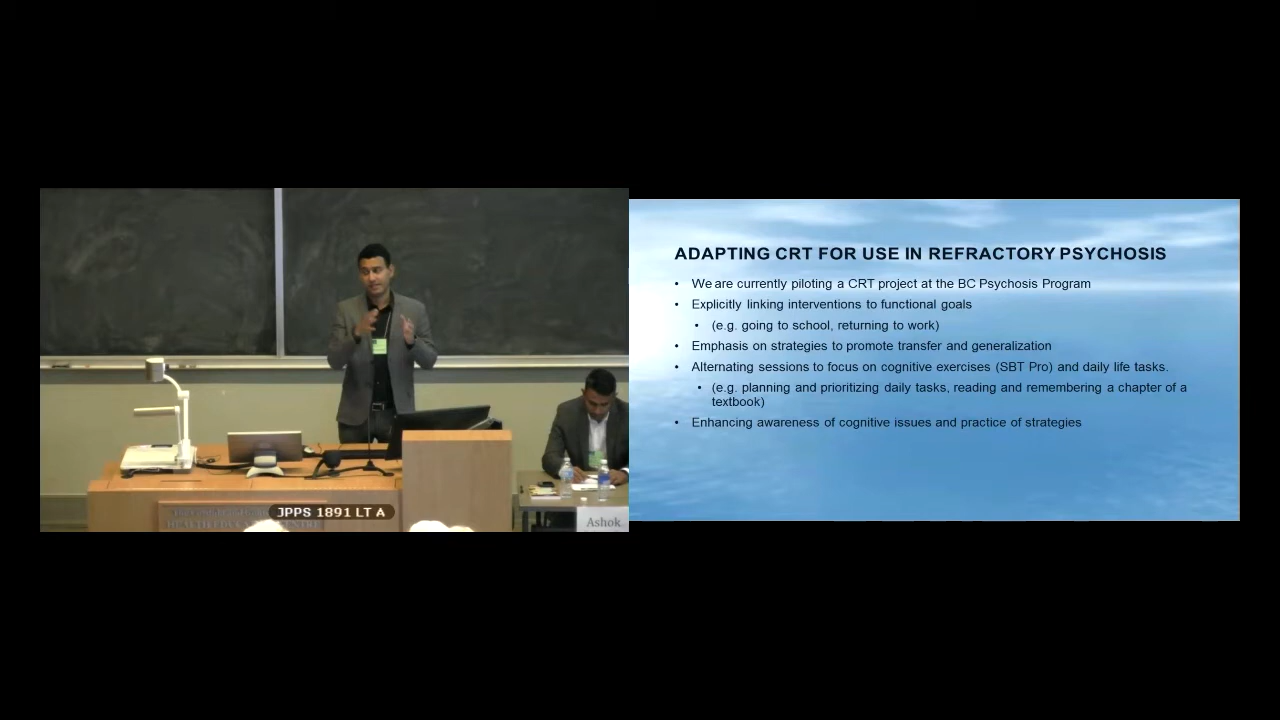 ADAPTING CRT FOR USE IN REFRACTORY PSYCHOSIS
• We are currently piloting a CRT project at the BC Psychosis Program
• Explicitly linking interventions to functional goals
• (e.g. going to school, returning to work)
• Emphasis on strategies to promote transfer and generalization
• Alternating sessions to focus on cognitive exercises (SBT Pro) and daily life tasks.
• (e.g. planning and prioritizing daily tasks, reading and remembering a chapter of a
textbook)
• Enhancing awareness of cognitive issues and practice of strategies
JPPS 1891 LT A
HEALTH EDUCATION CENTRE
Ashok